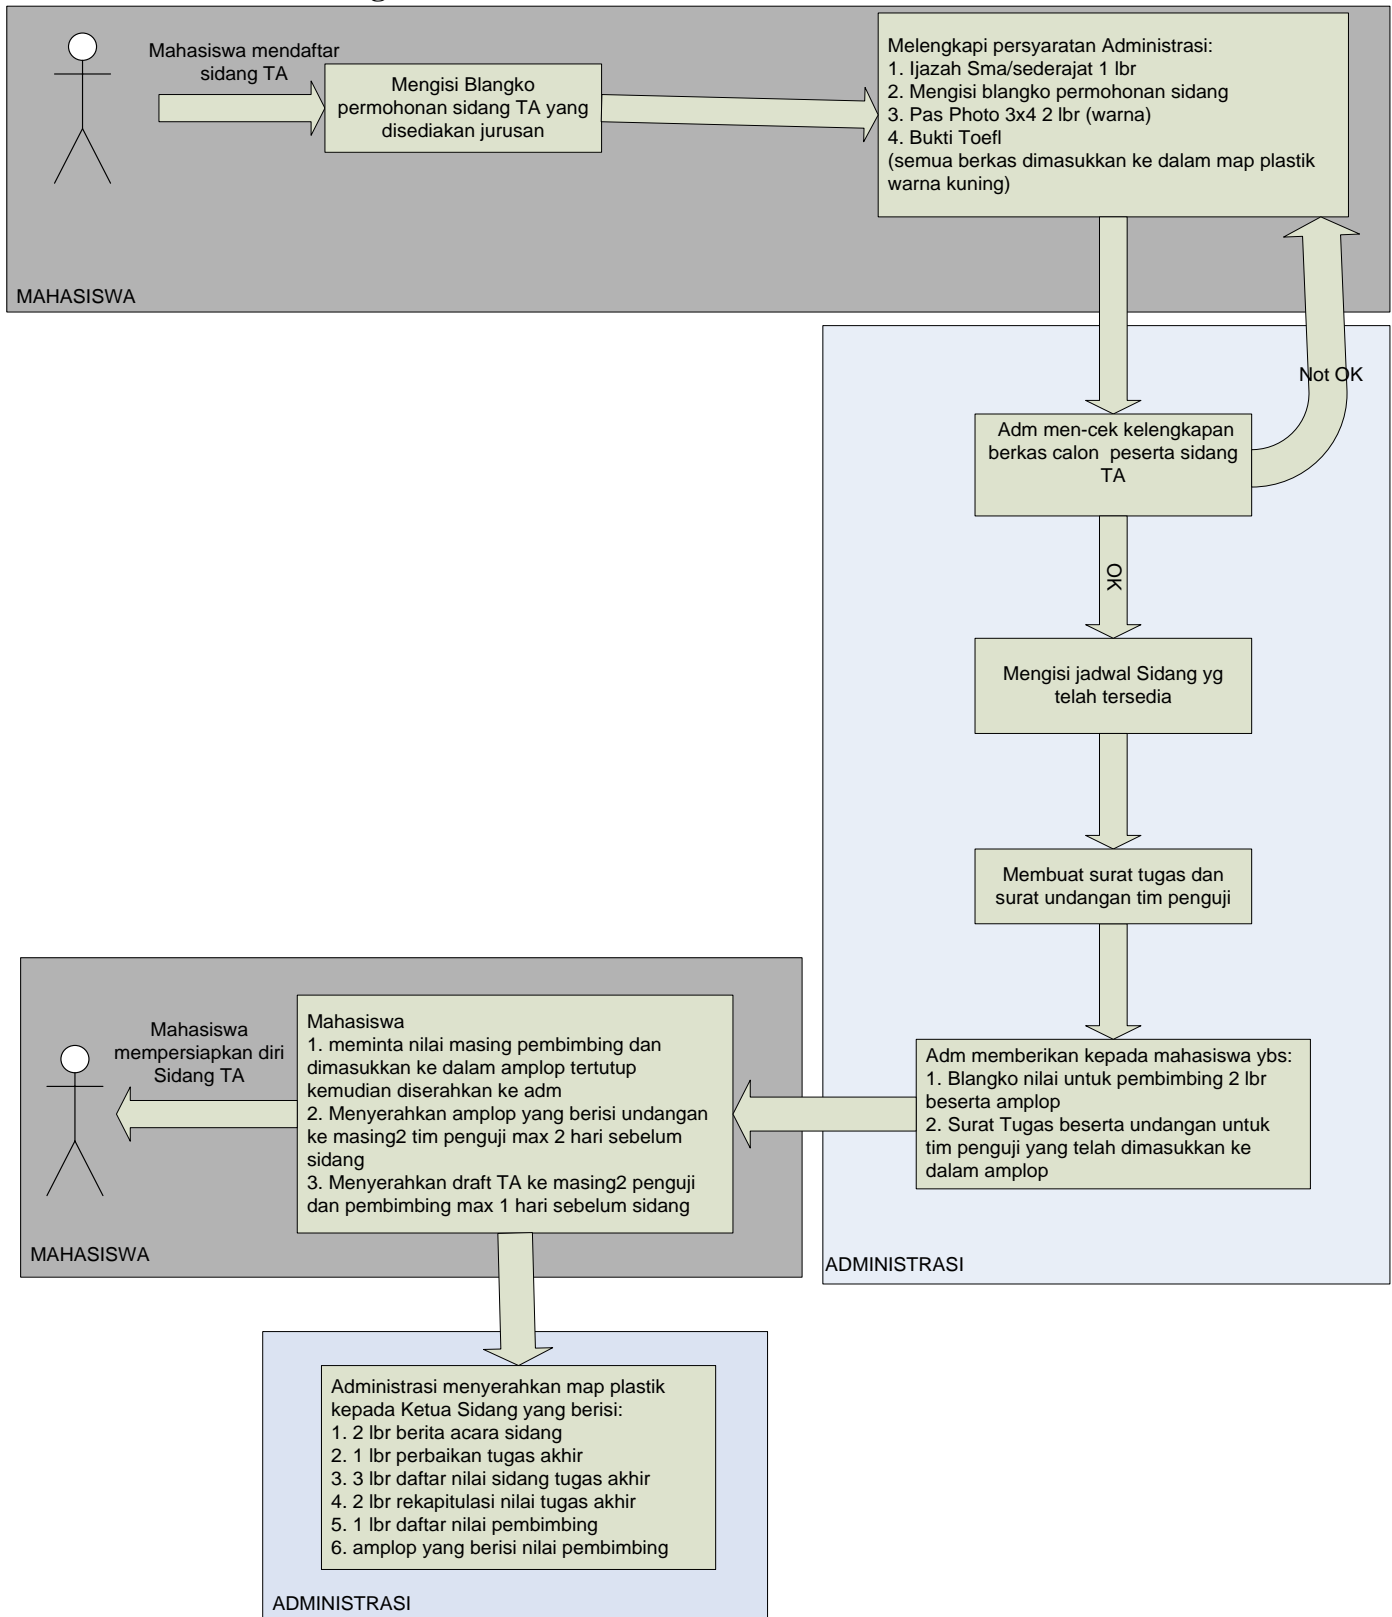 Mahasiswa mendaftar
sidang TA
Mengisi Blangko
permohonan sidang TA yang
disediakan jurusan
Melengkapi persyaratan Administrasi:
1. Ijazah Sma/sederajat 1 lbr
2. Mengisi blangko permohonan sidang
3. Pas Photo 3x4 2 lbr (warna)
4. Bukti Toefl
(semua berkas dimasukkan ke dalam map plastik
warna kuning)
MAHASISWA
Not OK
Adm men-cek kelengkapan
berkas calon  peserta sidang
TA
OK
Mengisi jadwal Sidang yg
telah tersedia
Membuat surat tugas dan
surat undangan tim penguji
Adm memberikan kepada mahasiswa ybs:
1. Blangko nilai untuk pembimbing 2 lbr
beserta amplop
2. Surat Tugas beserta undangan untuk
tim penguji yang telah dimasukkan ke
dalam amplop
ADMINISTRASI
Mahasiswa
1. meminta nilai masing pembimbing dan
dimasukkan ke dalam amplop tertutup
kemudian diserahkan ke adm
2. Menyerahkan amplop yang berisi undangan
ke masing2 tim penguji max 2 hari sebelum
sidang
3. Menyerahkan draft TA ke masing2 penguji
dan pembimbing max 1 hari sebelum sidang
Mahasiswa
mempersiapkan diri
Sidang TA
MAHASISWA
Administrasi menyerahkan map plastik
kepada Ketua Sidang yang berisi:
1. 2 lbr berita acara sidang
2. 1 lbr perbaikan tugas akhir
3. 3 lbr daftar nilai sidang tugas akhir
4. 2 lbr rekapitulasi nilai tugas akhir
5. 1 lbr daftar nilai pembimbing
6. amplop yang berisi nilai pembimbing
ADMINISTRASI